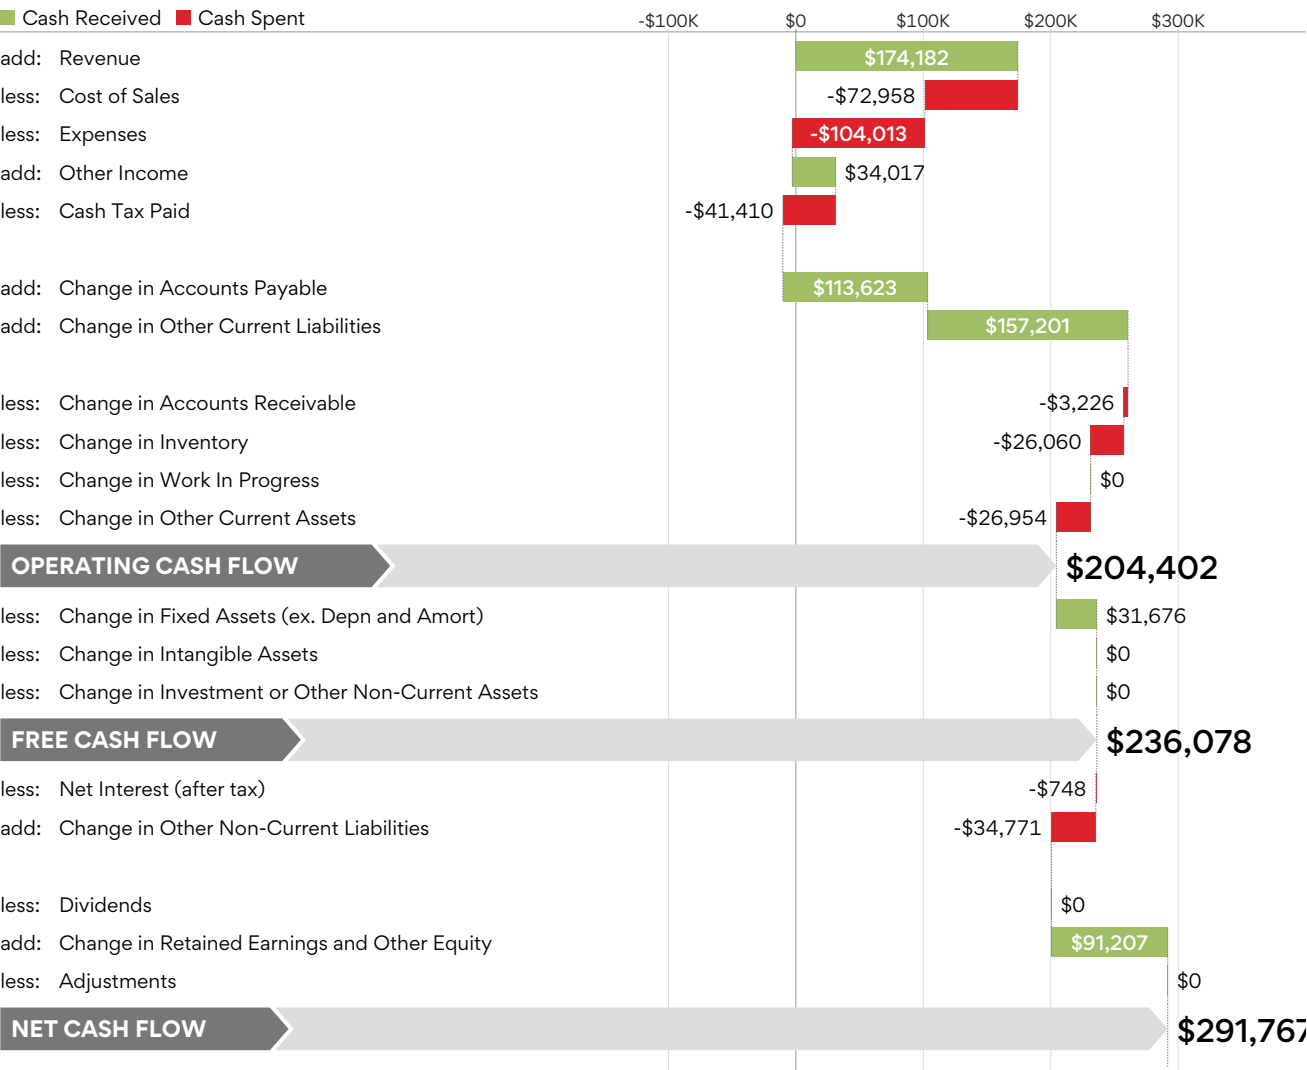 Cash Received Cash Spent -$100K $0 $100K $200K $300K
add: Revenue $174,182
less: Cost of Sales -$72,958
less: Expenses -$104,013
add: Other Income $34,017
less: Cash Tax Paid -$41,410
add: Change in Accounts Payable $113,623
add: Change in Other Current Liabilities $157,201
less: Change in Accounts Receivable -$3,226
less: Change in Inventory -$26,060
less: Change in Work In Progress $0
less: Change in Other Current Assets -$26,954
OPERATING CASH FLOW $204,402
less: Change in Fixed Assets (ex. Depn and Amort) $31,676
less: Change in Intangible Assets $0
less: Change in Investment or Other Non-Current Assets $0
FREE CASH FLOW $236,078
less: Net Interest (after tax) -$748
add: Change in Other Non-Current Liabilities -$34,771
less: Dividends $0
add: Change in Retained Earnings and Other Equity $91,207
less: Adjustments $0
NET CASH FLOW $291,767